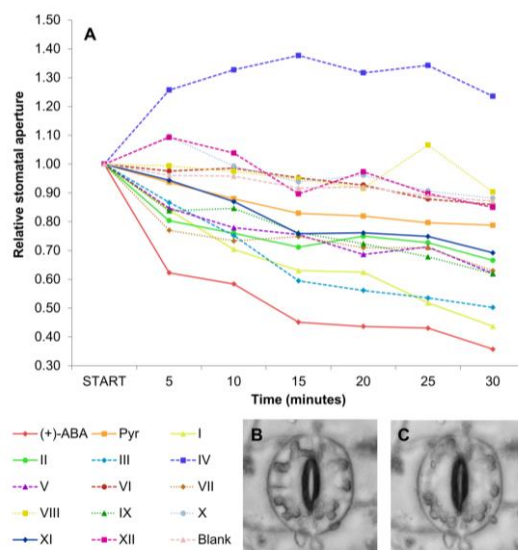 1.50
A
1.40
1.30
1.20
1.10
1.00
0.90
0.80
0.70
0.60
0.50
0.40
0.30
Relative stomatal aperture
START 5 10 15 20 25 30
Time (minutes)
(+)-ABA Pyr I
II III IV
V VI VII
VIII IX X
XI XII Blank
B C